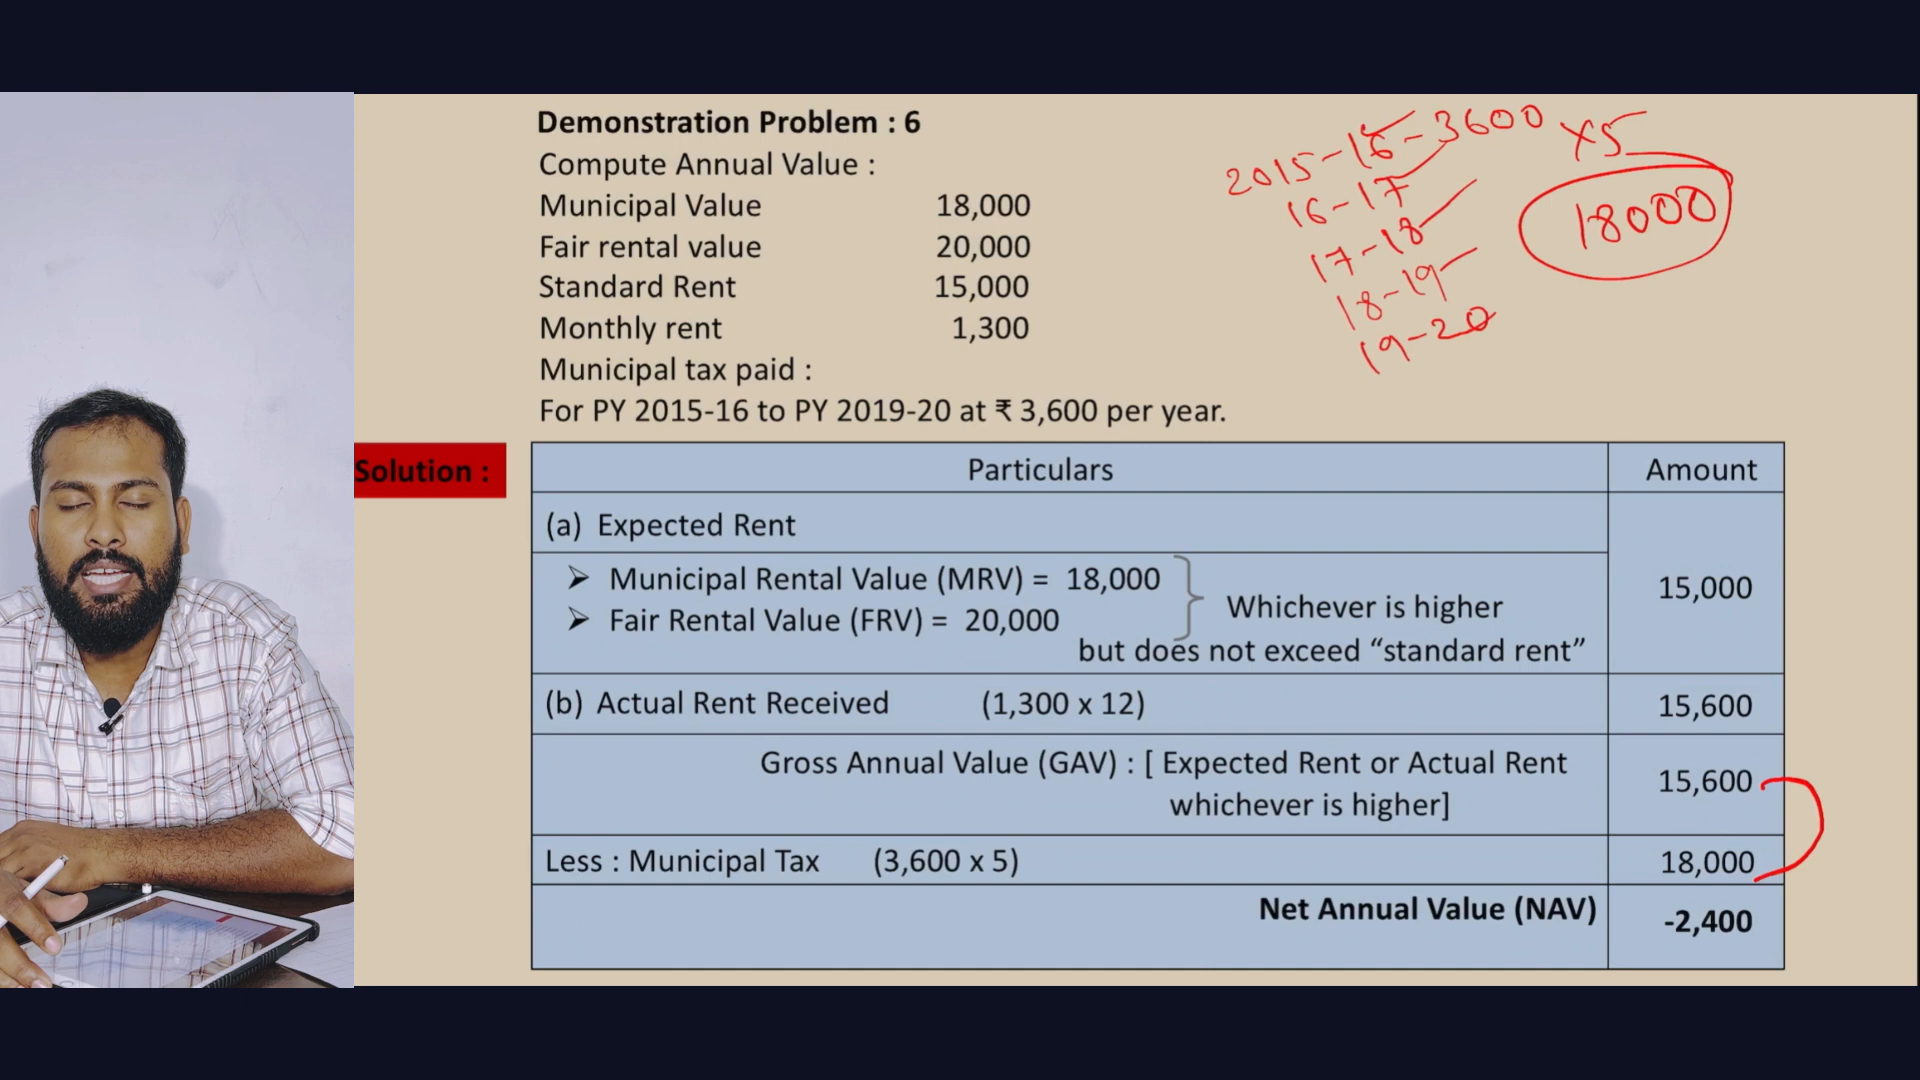 Demonstration Problem : 6
Compute Annual Value :
Municipal Value 18,000
Fair rental value 20,000
Standard Rent 15,000
Monthly rent 1,300
Municipal tax paid :
For PY 2015-16 to PY 2019-20 at ₹ 3,600 per year.
2015-16-3600 x5
16-17
17-18
18-19
19-20
18000
Solution :
Particulars Amount
(a) Expected Rent
➢ Municipal Rental Value (MRV) = 18,000
➢ Fair Rental Value (FRV) = 20,000
Whichever is higher
but does not exceed “standard rent”
15,000
(b) Actual Rent Received (1,300 x 12) 15,600
Gross Annual Value (GAV) : [ Expected Rent or Actual Rent
whichever is higher]
15,600
Less : Municipal Tax (3,600 x 5) 18,000
Net Annual Value (NAV) -2,400